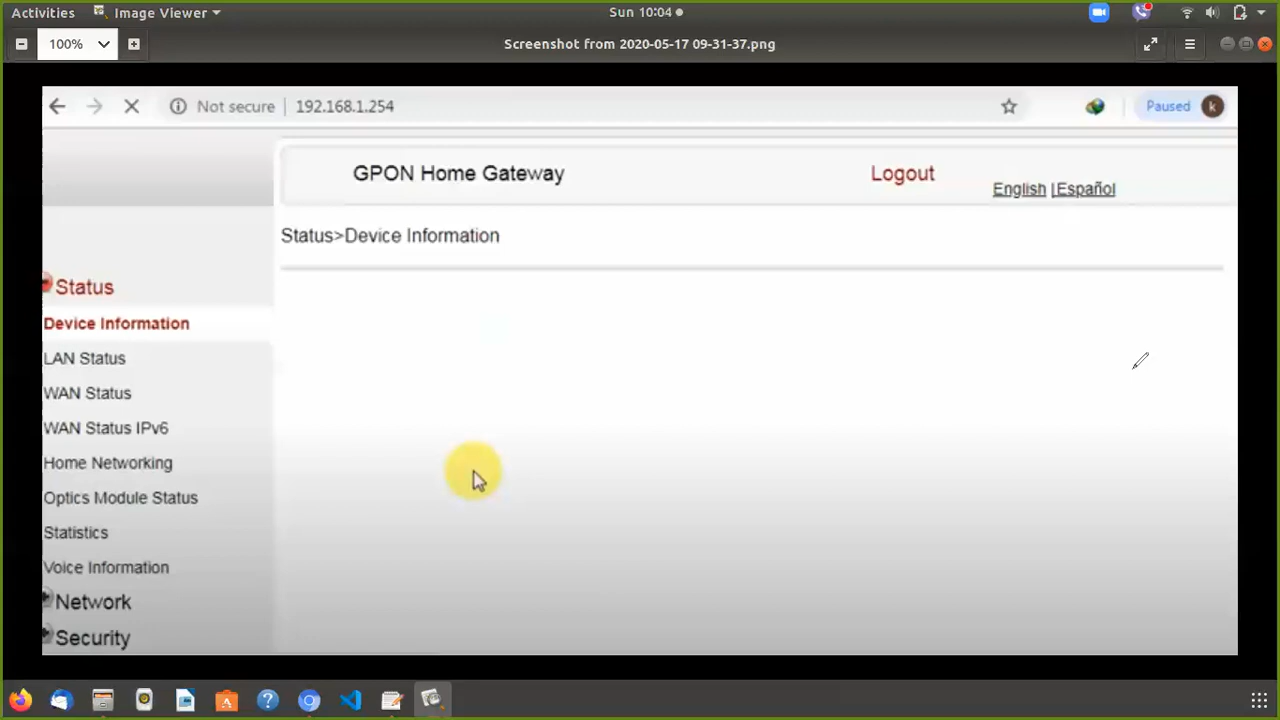 Activities Image Viewer Sun 10:04
100% Screenshot from 2020-05-17 09-31-37.png
Not secure 192.168.1.254 Paused k
GPON Home Gateway Logout
English |Español
Status>Device Information
Status
Device Information
LAN Status
WAN Status
WAN Status IPv6
Home Networking
Optics Module Status
Statistics
Voice Information
Network
Security